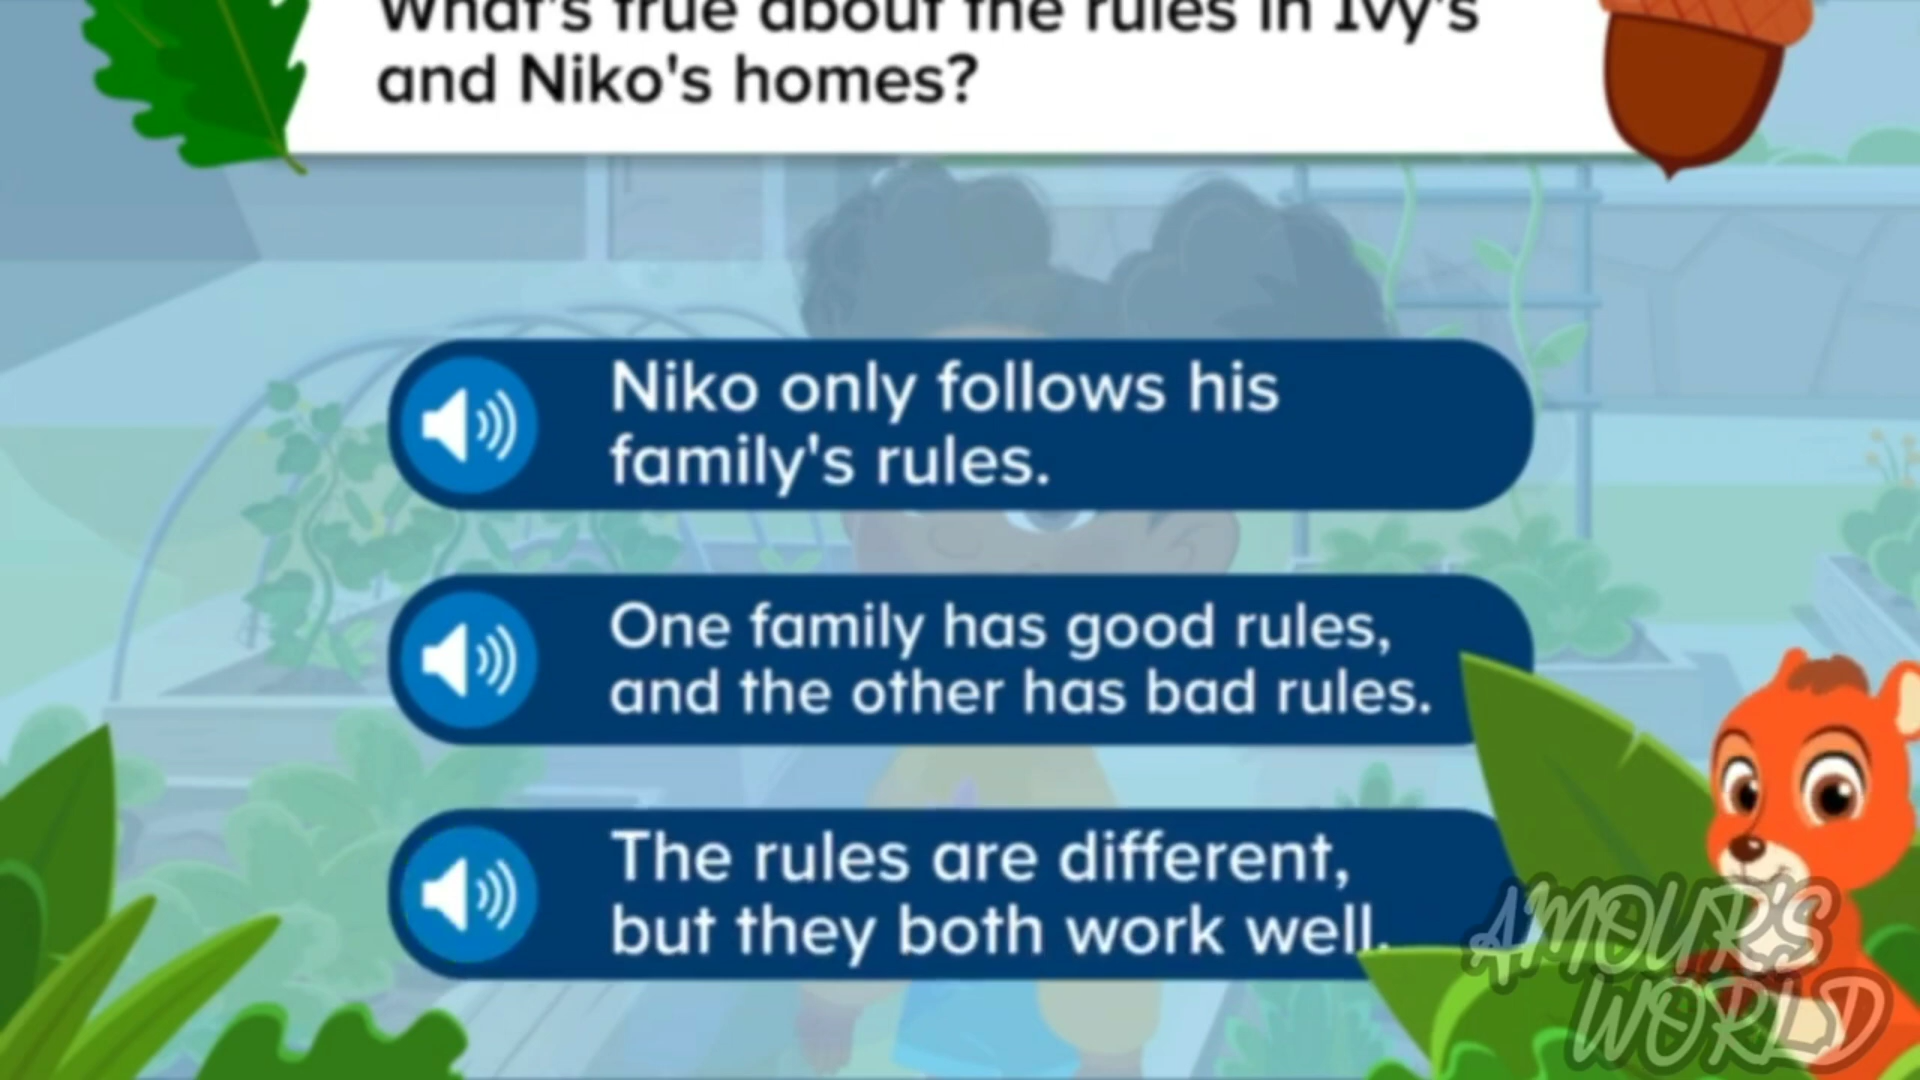 What's true about the rules in Ivy's
and Niko's homes?
Niko only follows his
family's rules.
One family has good rules,
and the other has bad rules.
The rules are different,
but they both work well.
AMOUR'S
WORLD